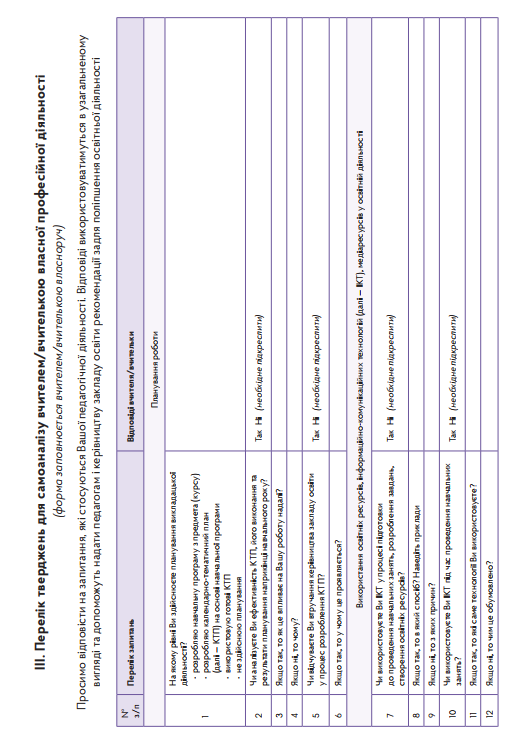 III. Перелік тверджень для самоаналізу вчителем/вчителькою власної професійної діяльності
(форма заповнюється вчителем/вчителькою власноруч)
Просимо відповісти на запитання, які стосуються Вашої педагогічної діяльності. Відповіді використовуватимуться в узагальненому
вигляді та допоможуть надати педагогам і керівництву закладу освіти рекомендації задля поліпшення освітньої діяльності
№ з/п
Перелік запитань
Відповіді вчителя/вчительки
Планування роботи
1
На якому рівні Ви здійснюєте планування викладацької
діяльності?
- розробляю навчальну програму з предмета (курсу)
- розробляю календарно-тематичний план
(далі – КТП) на основі навчальної програми
- використовую готові КТП
- не здійснюю планування
2
Чи аналізуєте Ви ефективність КТП, його виконання та
результати планування наприкінці навчального року?
Так Ні (необхідне підкреслити)
3
Якщо так, то як це впливає на Вашу роботу надалі?
4
Якщо ні, то чому?
5
Чи відчуваєте Ви втручання керівництва закладу освіти
у процес розроблення КТП?
Так Ні (необхідне підкреслити)
6
Якщо так, то у чому це проявляється?
Використання освітніх ресурсів, інформаційно-комунікаційних технологій (далі – ІКТ), медіаресурсів у освітній діяльності
7
Чи використовуєте Ви ІКТ у процесі підготовки
до проведення навчальних занять, розроблення завдань,
створення освітніх ресурсів?
Так Ні (необхідне підкреслити)
8
Якщо так, то в який спосіб? Наведіть приклади
9
Якщо ні, то з яких причин?
10
Чи використовуєте Ви ІКТ під час проведення навчальних
занять?
Так Ні (необхідне підкреслити)
11
Якщо так, то які саме технології Ви використовуєте?
12
Якщо ні, то чим це обумовлено?